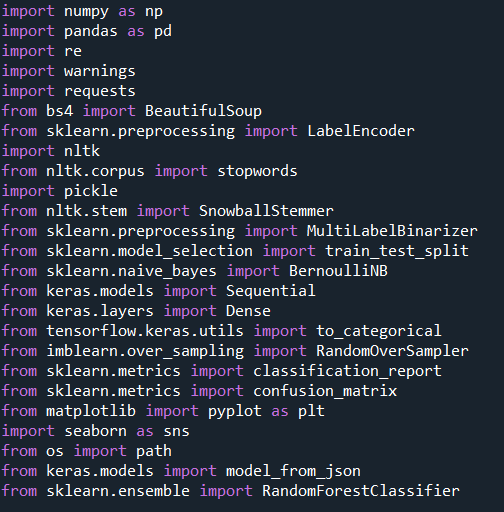 import numpy as np
import pandas as pd
import re
import warnings
import requests
from bs4 import BeautifulSoup
from sklearn.preprocessing import LabelEncoder
import nltk
from nltk.corpus import stopwords
import pickle
from nltk.stem import SnowballStemmer
from sklearn.preprocessing import MultiLabelBinarizer
from sklearn.model_selection import train_test_split
from sklearn.naive_bayes import BernoulliNB
from keras.models import Sequential
from keras.layers import Dense
from tensorflow.keras.utils import to_categorical
from imblearn.over_sampling import RandomOverSampler
from sklearn.metrics import classification_report
from sklearn.metrics import confusion_matrix
from matplotlib import pyplot as plt
import seaborn as sns
from os import path
from keras.models import model_from_json
from sklearn.ensemble import RandomForestClassifier